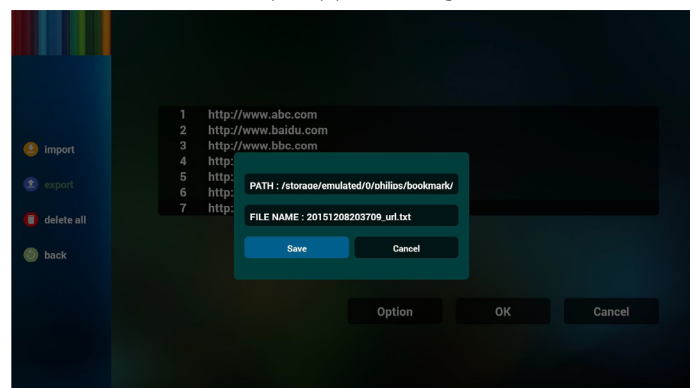 1 http://www.abc.com
2 http://www.baidu.com
3 http://www.bbc.com
4 http:
5 http:
6 http:
7 http:
import
export
delete all
back
PATH : /storage/emulated/0/philips/bookmark/
FILE NAME : 20151208203709_url.txt
Save Cancel
Option OK Cancel